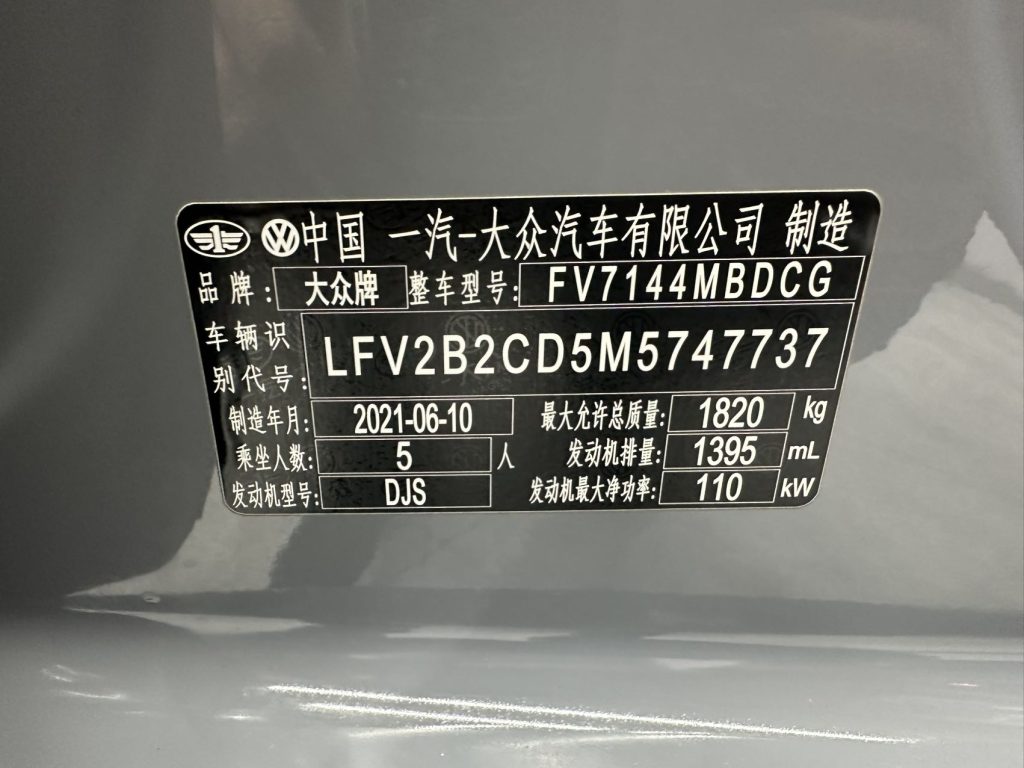 中国 一汽-大众汽车有限公司 制造
品牌: 大众牌 整车型号: FV7144MBDCG
车辆识
别代号: LFV2B2CD5M5747737
制造年月: 2021-06-10 最大允许总质量: 1820 kg
乘坐人数: 5 人 发动机排量: 1395 mL
发动机型号: DJS 发动机最大净功率: 110 kW